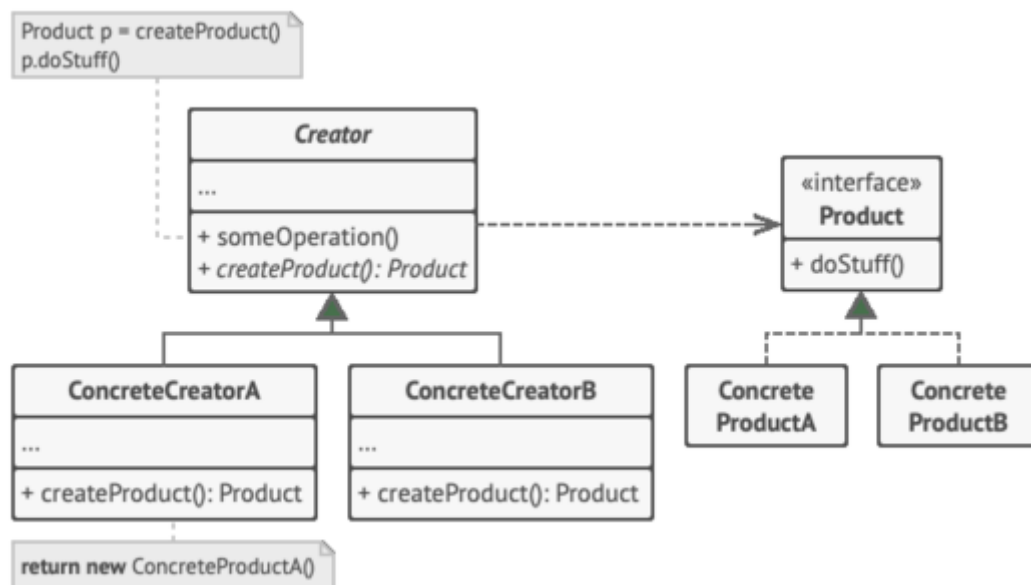 Product p = createProduct()
p.doStuff()
Creator
...
+ someOperation()
+ createProduct(): Product
«interface»
Product
+ doStuff()
ConcreteCreatorA
...
+ createProduct(): Product
ConcreteCreatorB
...
+ createProduct(): Product
Concrete
ProductA
Concrete
ProductB
return new ConcreteProductA()